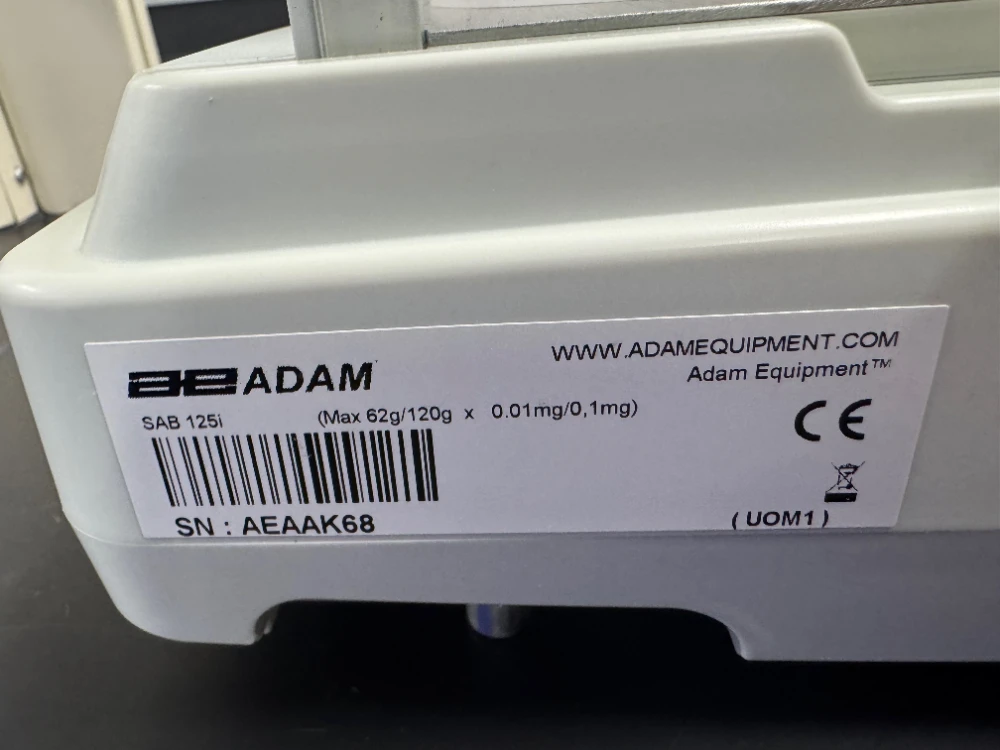 ae ADAM
WWW.ADAMEQUIPMENT.COM
Adam Equipment™
SAB 125i (Max 62g/120g x 0.01mg/0,1mg)
CE
SN : AEAAK68
(UOM1)